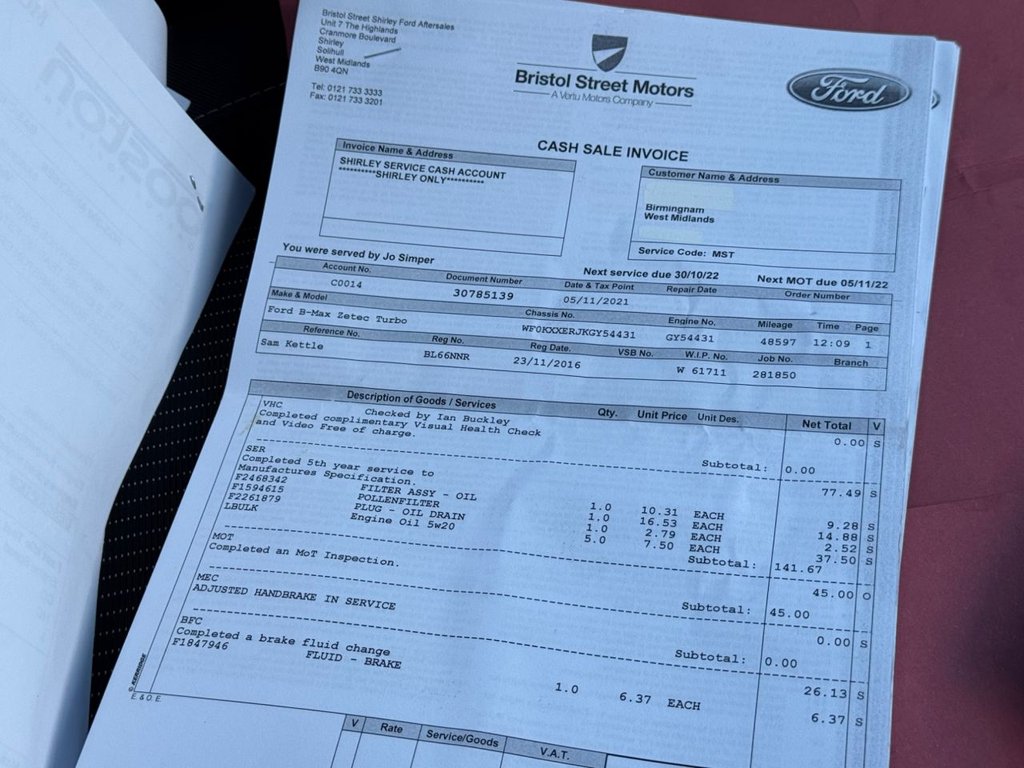 Bristol Street Shirley Ford Aftersales
Unit 7 The Highlands
Cranmore Boulevard
Shirley
Solihull
West Midlands
B90 4QN
Tel: 0121 733 3333
Fax: 0121 733 3201
Bristol Street Motors
A Vertu Motors Company
Ford
CASH SALE INVOICE
Invoice Name & Address
SHIRLEY SERVICE CASH ACCOUNT
**********SHIRLEY ONLY**********
Customer Name & Address
Birmingham
West Midlands
Service Code: MST
You were served by Jo Simper
Next service due 30/10/22 Next MOT due 05/11/22
Account No. Document Number Date & Tax Point Repair Date Order Number
C0014 30785139 05/11/2021
Make & Model Chassis No. Engine No. Mileage Time Page
Ford B-Max Zetec Turbo WF0KXXERJKGY54431 GY54431 48597 12:09 1
Reference No. Reg No. Reg Date. VSB No. W.I.P. No. Job No. Branch
Sam Kettle BL66NNR 23/11/2016 W 61711 281850
Description of Goods / Services Qty. Unit Price Unit Des. Net Total V
VHC Checked by Ian Buckley
Completed complimentary Visual Health Check
and Video Free of charge. 0.00 S
Subtotal: 0.00
SER
Completed 5th year service to 77.49 S
Manufactures Specification.
F2468342 FILTER ASSY - OIL 1.0 10.31 EACH 9.28 S
F1594615 POLLENFILTER 1.0 16.53 EACH 14.88 S
F2261879 PLUG - OIL DRAIN 1.0 2.79 EACH 2.52 S
LBULK Engine Oil 5w20 5.0 7.50 EACH 37.50 S
Subtotal: 141.67
MOT
Completed an MoT Inspection. 45.00 O
Subtotal: 45.00
MEC
ADJUSTED HANDBRAKE IN SERVICE 0.00 S
Subtotal: 0.00
BFC
Completed a brake fluid change 26.13 S
F1847946 FLUID - BRAKE 1.0 6.37 EACH 6.37 S
© KERRIDGE
E. & O. E.
V Rate Service/Goods V.A.T.